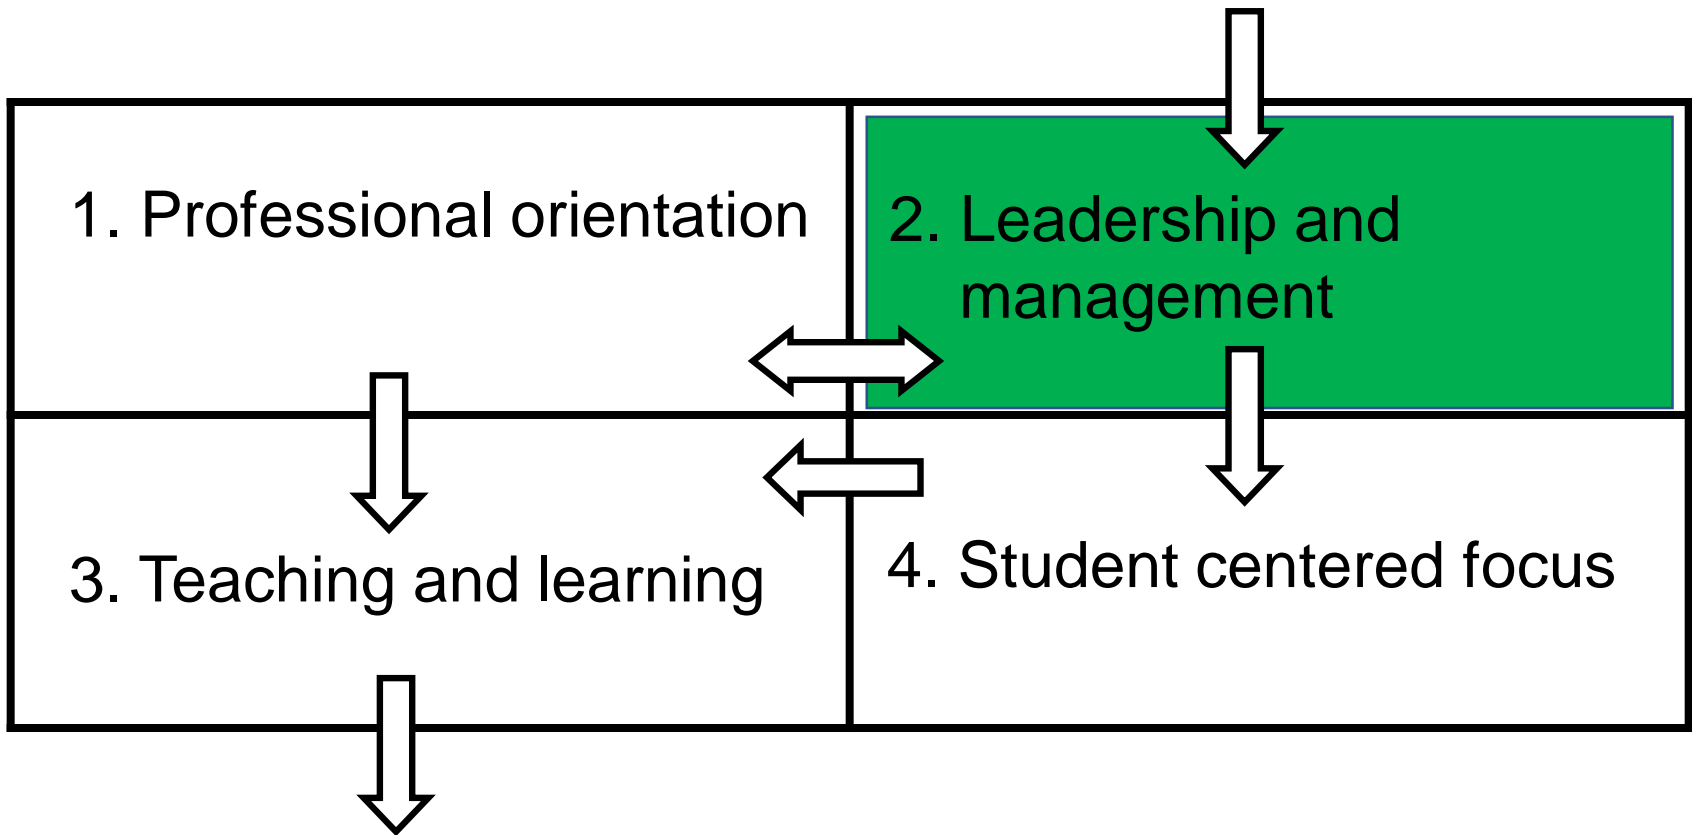 1. Professional orientation
2. Leadership and
management
3. Teaching and learning
4. Student centered focus